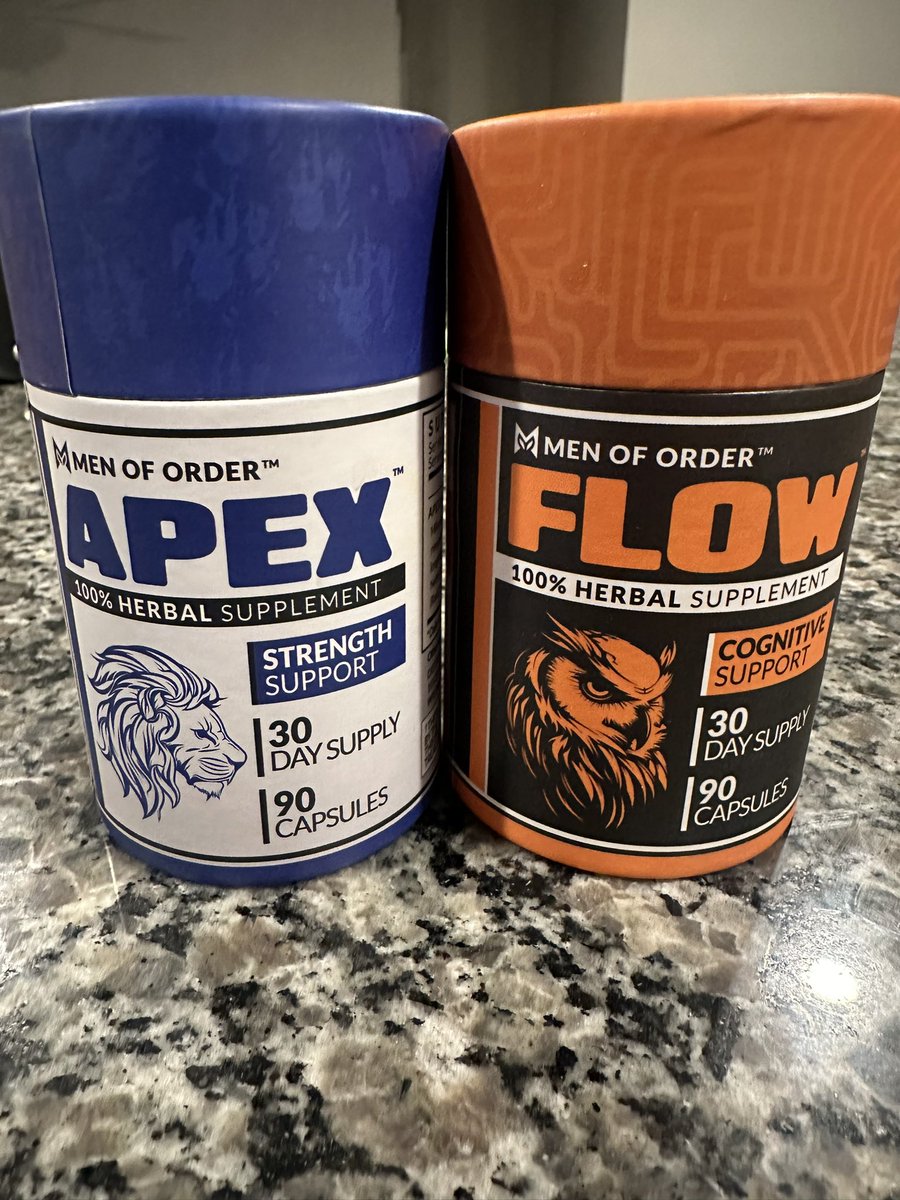 MEN OF ORDER™
APEX™
100% HERBAL SUPPLEMENT
STRENGTH
SUPPORT
30
DAY SUPPLY
90
CAPSULES
MEN OF ORDER™
FLOW™
100% HERBAL SUPPLEMENT
COGNITIVE
SUPPORT
30
DAY SUPPLY
90
CAPSULES